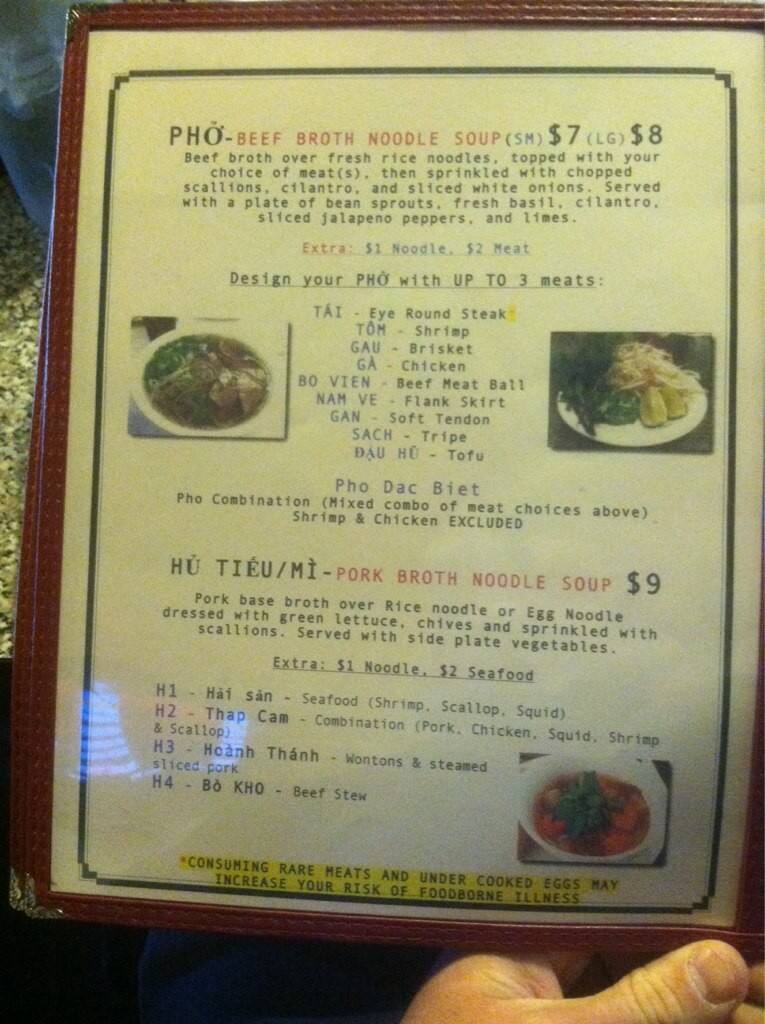 PHỞ-BEEF BROTH NOODLE SOUP(SM)$7(LG)$8
Beef broth over fresh rice noodles, topped with your
choice of meat(s), then sprinkled with chopped
scallions, cilantro, and sliced white onions. Served
with a plate of bean sprouts, fresh basil, cilantro,
sliced jalapeno peppers, and limes.
Extra: $1 Noodle, $2 Meat
Design your PHỞ with UP TO 3 meats:
TÁI - Eye Round Steak*
TÔM - Shrimp
GAU - Brisket
GÀ - Chicken
BO VIEN - Beef Meat Ball
NAM VE - Flank Skirt
GAN - Soft Tendon
SACH - Tripe
ĐẬU HŨ - Tofu
Pho Dac Biet
Pho Combination (Mixed combo of meat choices above)
Shrimp & Chicken EXCLUDED
HỦ TIẾU/MÌ-PORK BROTH NOODLE SOUP $9
Pork base broth over Rice noodle or Egg Noodle
dressed with green lettuce, chives and sprinkled with
scallions. Served with side plate vegetables.
Extra: $1 Noodle, $2 Seafood
H1 - Hải sản - Seafood (Shrimp, Scallop, Squid)
H2 - Thap Cam - Combination (Pork, Chicken, Squid, Shrimp
& Scallop)
H3 - Hoành Thánh - Wontons & steamed
sliced pork
H4 - Bò KHO - Beef Stew
*CONSUMING RARE MEATS AND UNDER COOKED EGGS MAY
INCREASE YOUR RISK OF FOODBORNE ILLNESS